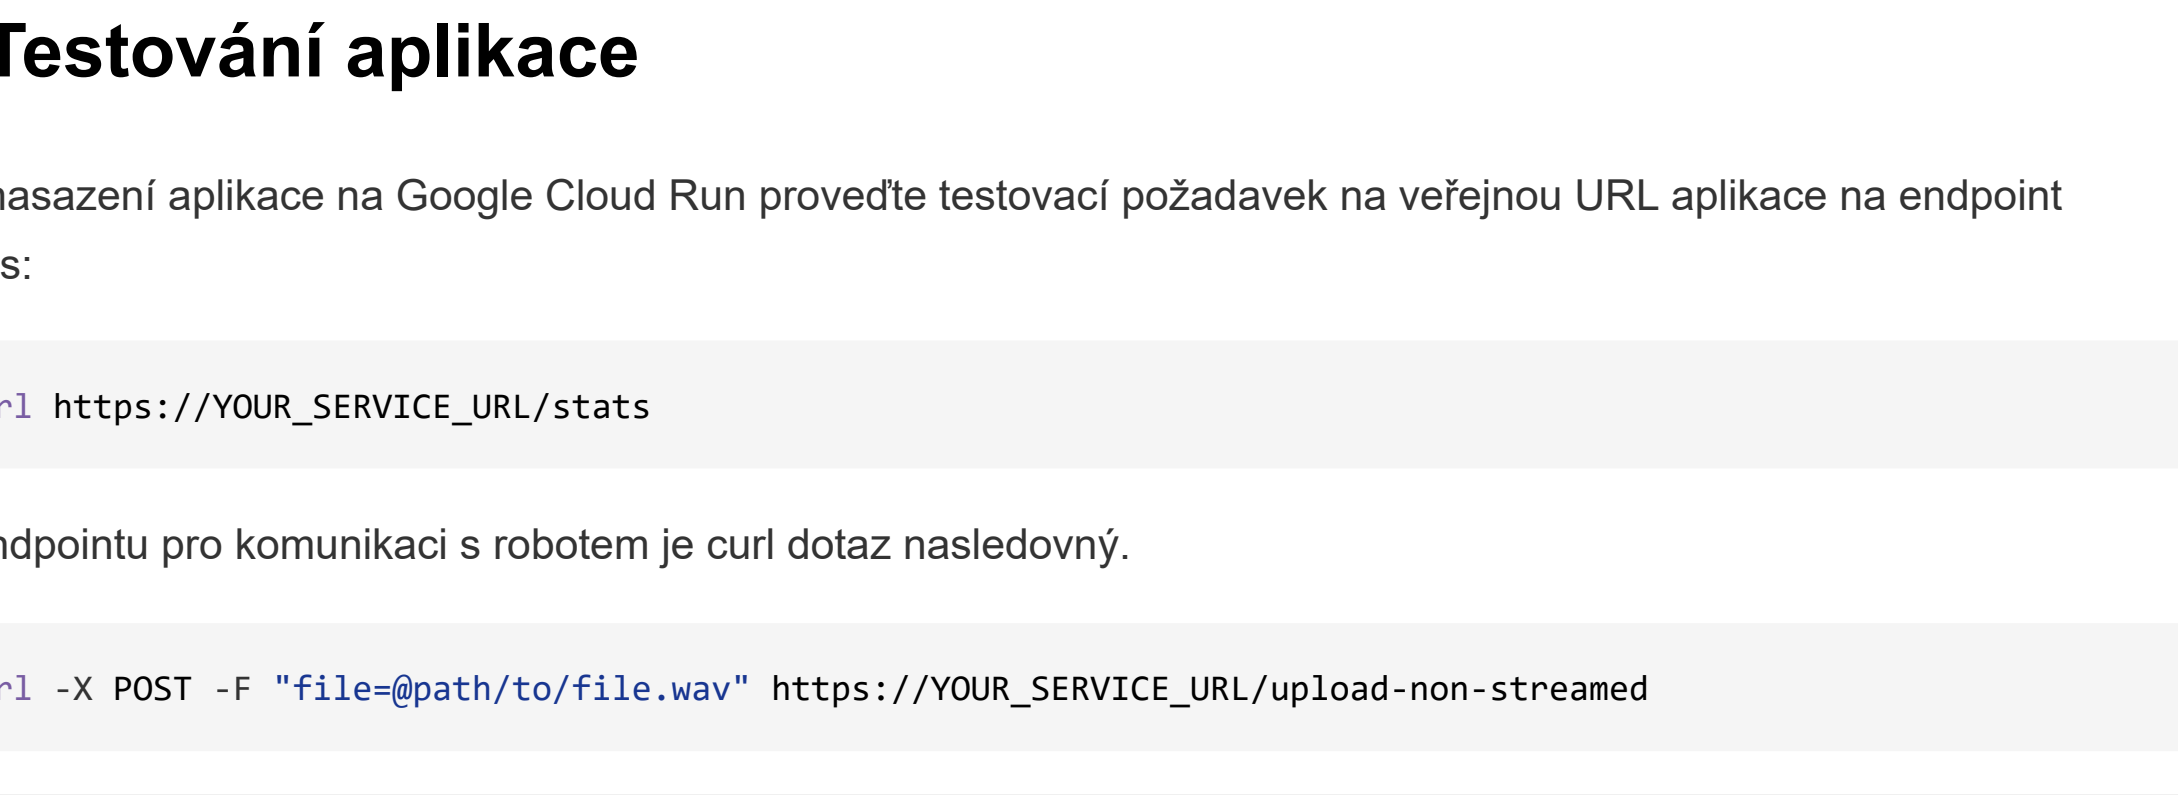 Testování aplikace
nasazení aplikace na Google Cloud Run proveďte testovací požadavek na veřejnou URL aplikace na endpoint
s:
rl https://YOUR_SERVICE_URL/stats
ndpointu pro komunikaci s robotem je curl dotaz nasledovný.
rl -X POST -F "file=@path/to/file.wav" https://YOUR_SERVICE_URL/upload-non-streamed